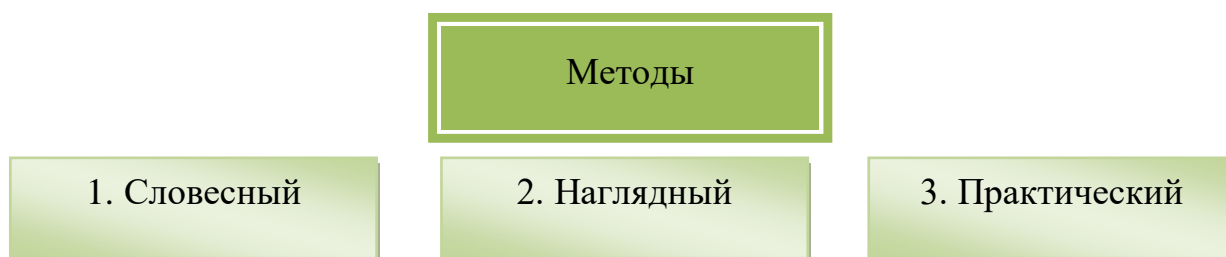 Методы
1. Словесный
2. Наглядный
3. Практический